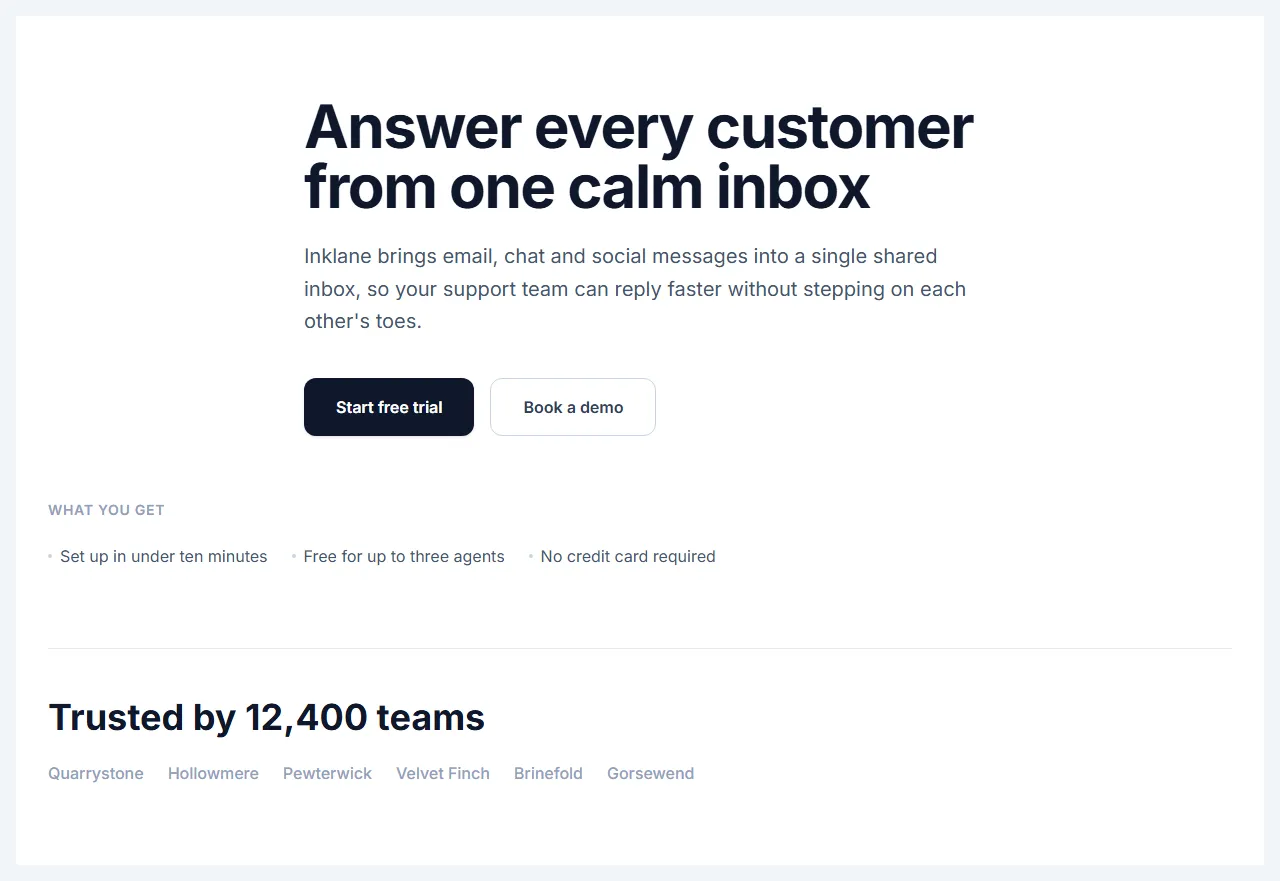 Answer every customer
from one calm inbox
Inklane brings email, chat and social messages into a single shared
inbox, so your support team can reply faster without stepping on each
other's toes.
Start free trial
Book a demo
WHAT YOU GET
Set up in under ten minutes
Free for up to three agents
No credit card required
Trusted by 12,400 teams
Quarrystone Hollowmere Pewterwick Velvet Finch Brinefold Gorsewend